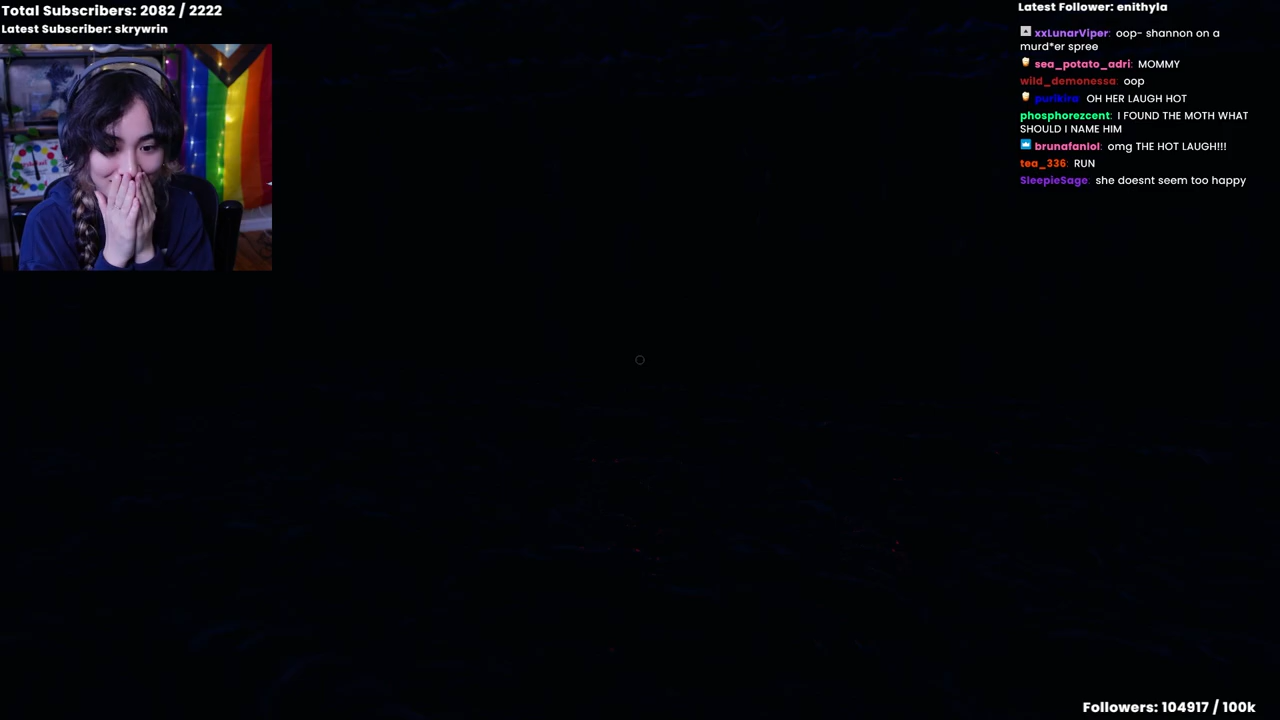 Total Subscribers: 2082 / 2222
Latest Subscriber: skrywrin
Latest Follower: enithyla
xxLunarViper: oop- shannon on a
murd*er spree
sea_potato_adri: MOMMY
wild_demonessa: oop
purikira: OH HER LAUGH HOT
phosphorezcent: I FOUND THE MOTH WHAT
SHOULD I NAME HIM
brunafaniol: omg THE HOT LAUGH!!!
tea_336: RUN
SleepieSage: she doesnt seem too happy
Followers: 104917 / 100k